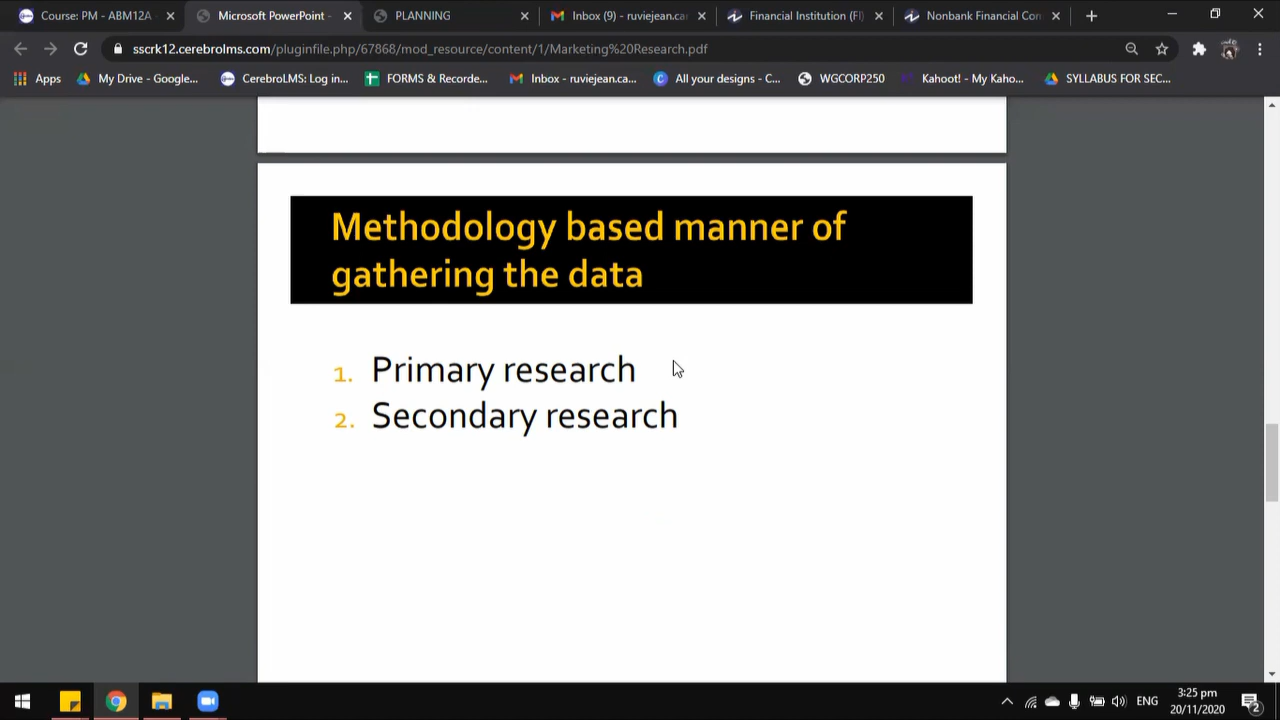 Course: PM - ABM12A
Microsoft PowerPoint -
PLANNING
Inbox (9) - ruviejean.ca
Financial Institution (FI)
Nonbank Financial Con
sscrk12.cerebrolms.com/pluginfile.php/67868/mod_resource/content/1/Marketing%20Research.pdf
Apps
My Drive - Google...
CerebroLMS: Log in...
FORMS & Recorde...
Inbox - ruviejean.ca...
All your designs - C...
WGCORP250
Kahoot! - My Kaho...
SYLLABUS FOR SEC...
Methodology based manner of
gathering the data
1. Primary research
2. Secondary research
ENG
3:25 pm
20/11/2020
2